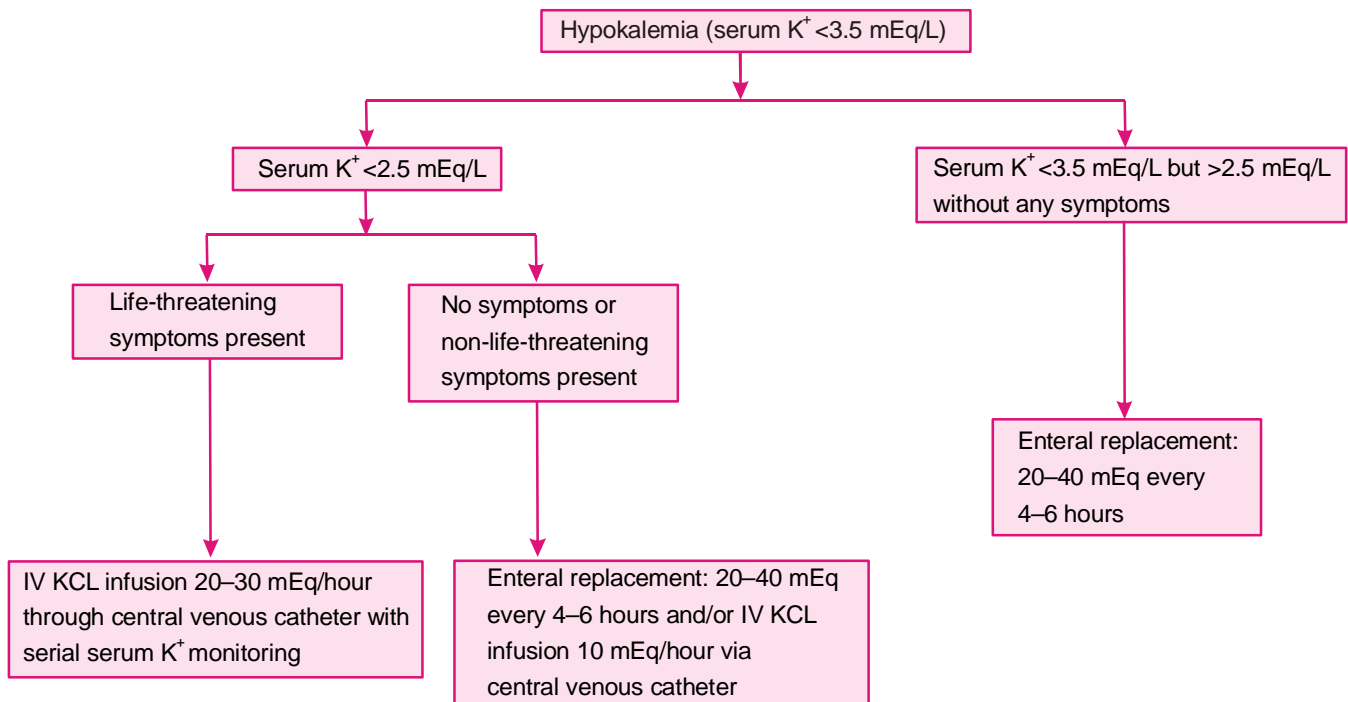 Hypokalemia (serum K⁺ <3.5 mEq/L)
Serum K⁺ <2.5 mEq/L
Serum K⁺ <3.5 mEq/L but >2.5 mEq/L
without any symptoms
Life-threatening
symptoms present
No symptoms or
non-life-threatening
symptoms present
Enteral replacement:
20–40 mEq every
4–6 hours
IV KCL infusion 20–30 mEq/hour
through central venous catheter with
serial serum K⁺ monitoring
Enteral replacement: 20–40 mEq
every 4–6 hours and/or IV KCL
infusion 10 mEq/hour via
central venous catheter